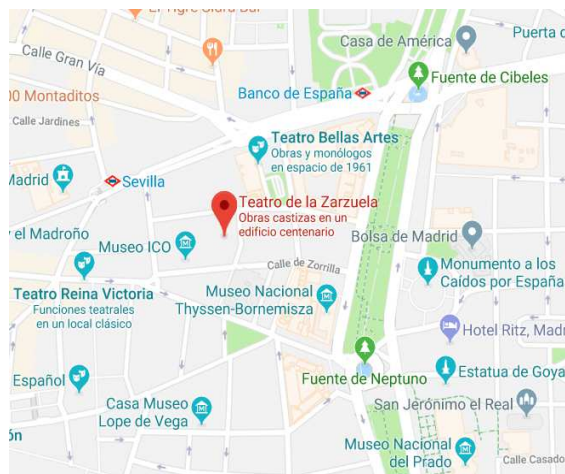 El Tigre Sidra Bar
Calle Gran Vía
Casa de América
Puerta d
Fuente de Cibeles
00 Montaditos
Banco de España
Calle Jardines
Teatro Bellas Artes
Obras y monólogos
en espacio de 1961
Madrid
Sevilla
Teatro de la Zarzuela
Obras castizas en un
edificio centenario
y el Madroño
Museo ICO
Bolsa de Madrid
Calle de Zorrilla
Monumento a los
Caídos por España
Teatro Reina Victoria
Funciones teatrales
en un local clásico
Museo Nacional
Thyssen-Bornemisza
Hotel Ritz, Madr
Español
Fuente de Neptuno
Estatua de Goya
Casa Museo
Lope de Vega
San Jerónimo el Real
ón
Museo Nacional
del Prado
Calle Casado